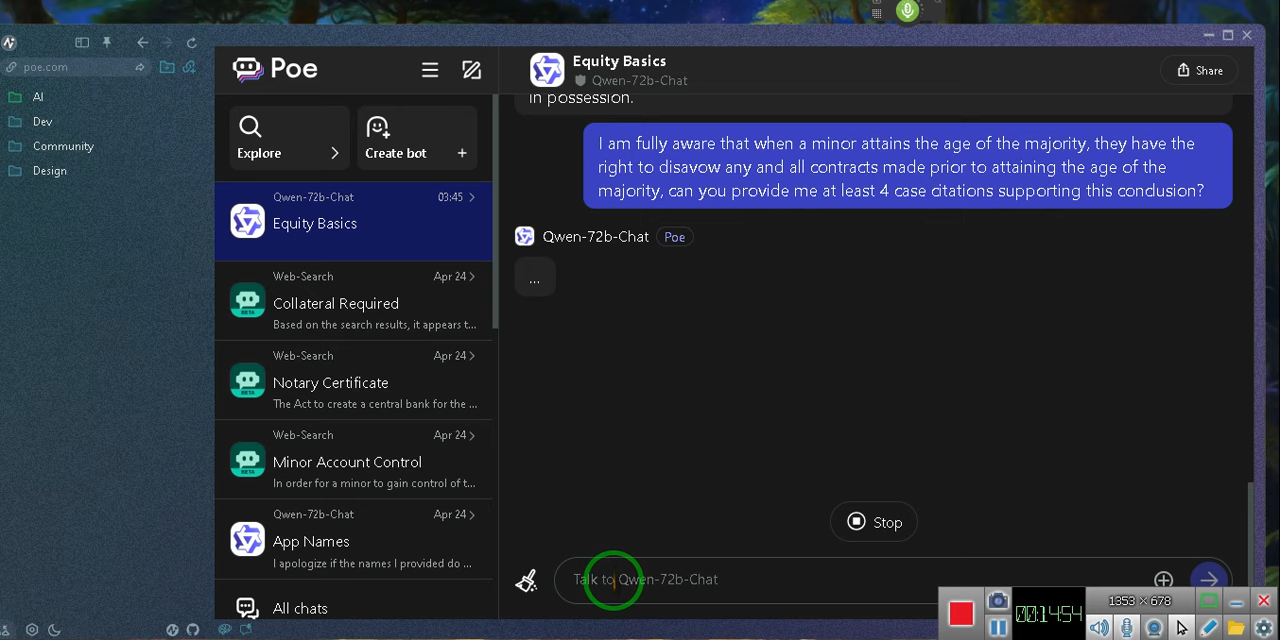 poe.com
AI
Dev
Community
Design
Poe
Explore
Create bot
Qwen-72b-Chat
03:45
Equity Basics
Web-Search
Apr 24
Collateral Required
Based on the search results, it appears t...
Web-Search
Apr 24
Notary Certificate
The Act to create a central bank for the ...
Web-Search
Apr 24
Minor Account Control
In order for a minor to gain control of t...
Qwen-72b-Chat
Apr 24
App Names
I apologize if the names I provided do ...
All chats
Equity Basics
Qwen-72b-Chat
Share
in possession.
I am fully aware that when a minor attains the age of the majority, they have the
right to disavow any and all contracts made prior to attaining the age of the
majority, can you provide me at least 4 case citations supporting this conclusion?
Qwen-72b-Chat
Poe
...
Stop
Talk to Qwen-72b-Chat
00:14:54
1353 × 678